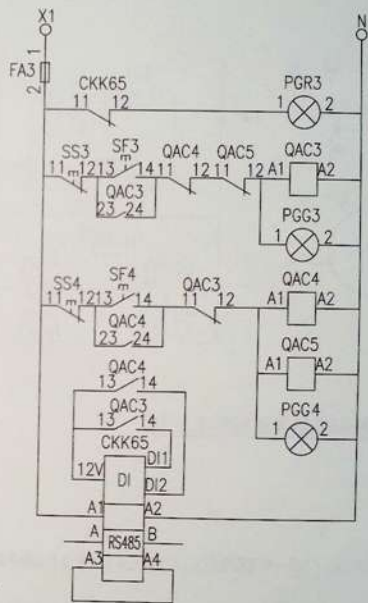 X1 N
1
FA3
2
CKK65 PGR3
11 12 1 2
SS3 SF3 QAC4 QAC5 QAC3
11 12 13 14 11 12 11 12 A1 A2
QAC3
23 24 PGG3
1 2
SS4 SF4 QAC3 QAC4
11 12 13 14 11 12 A1 A2
QAC4
23 24 QAC5
A1 A2
QAC4
13 14 PGG4
QAC3 1 2
13 14
CKK65
12V DI DI1
DI2
A1 A2
A RS485 B
A3 A4